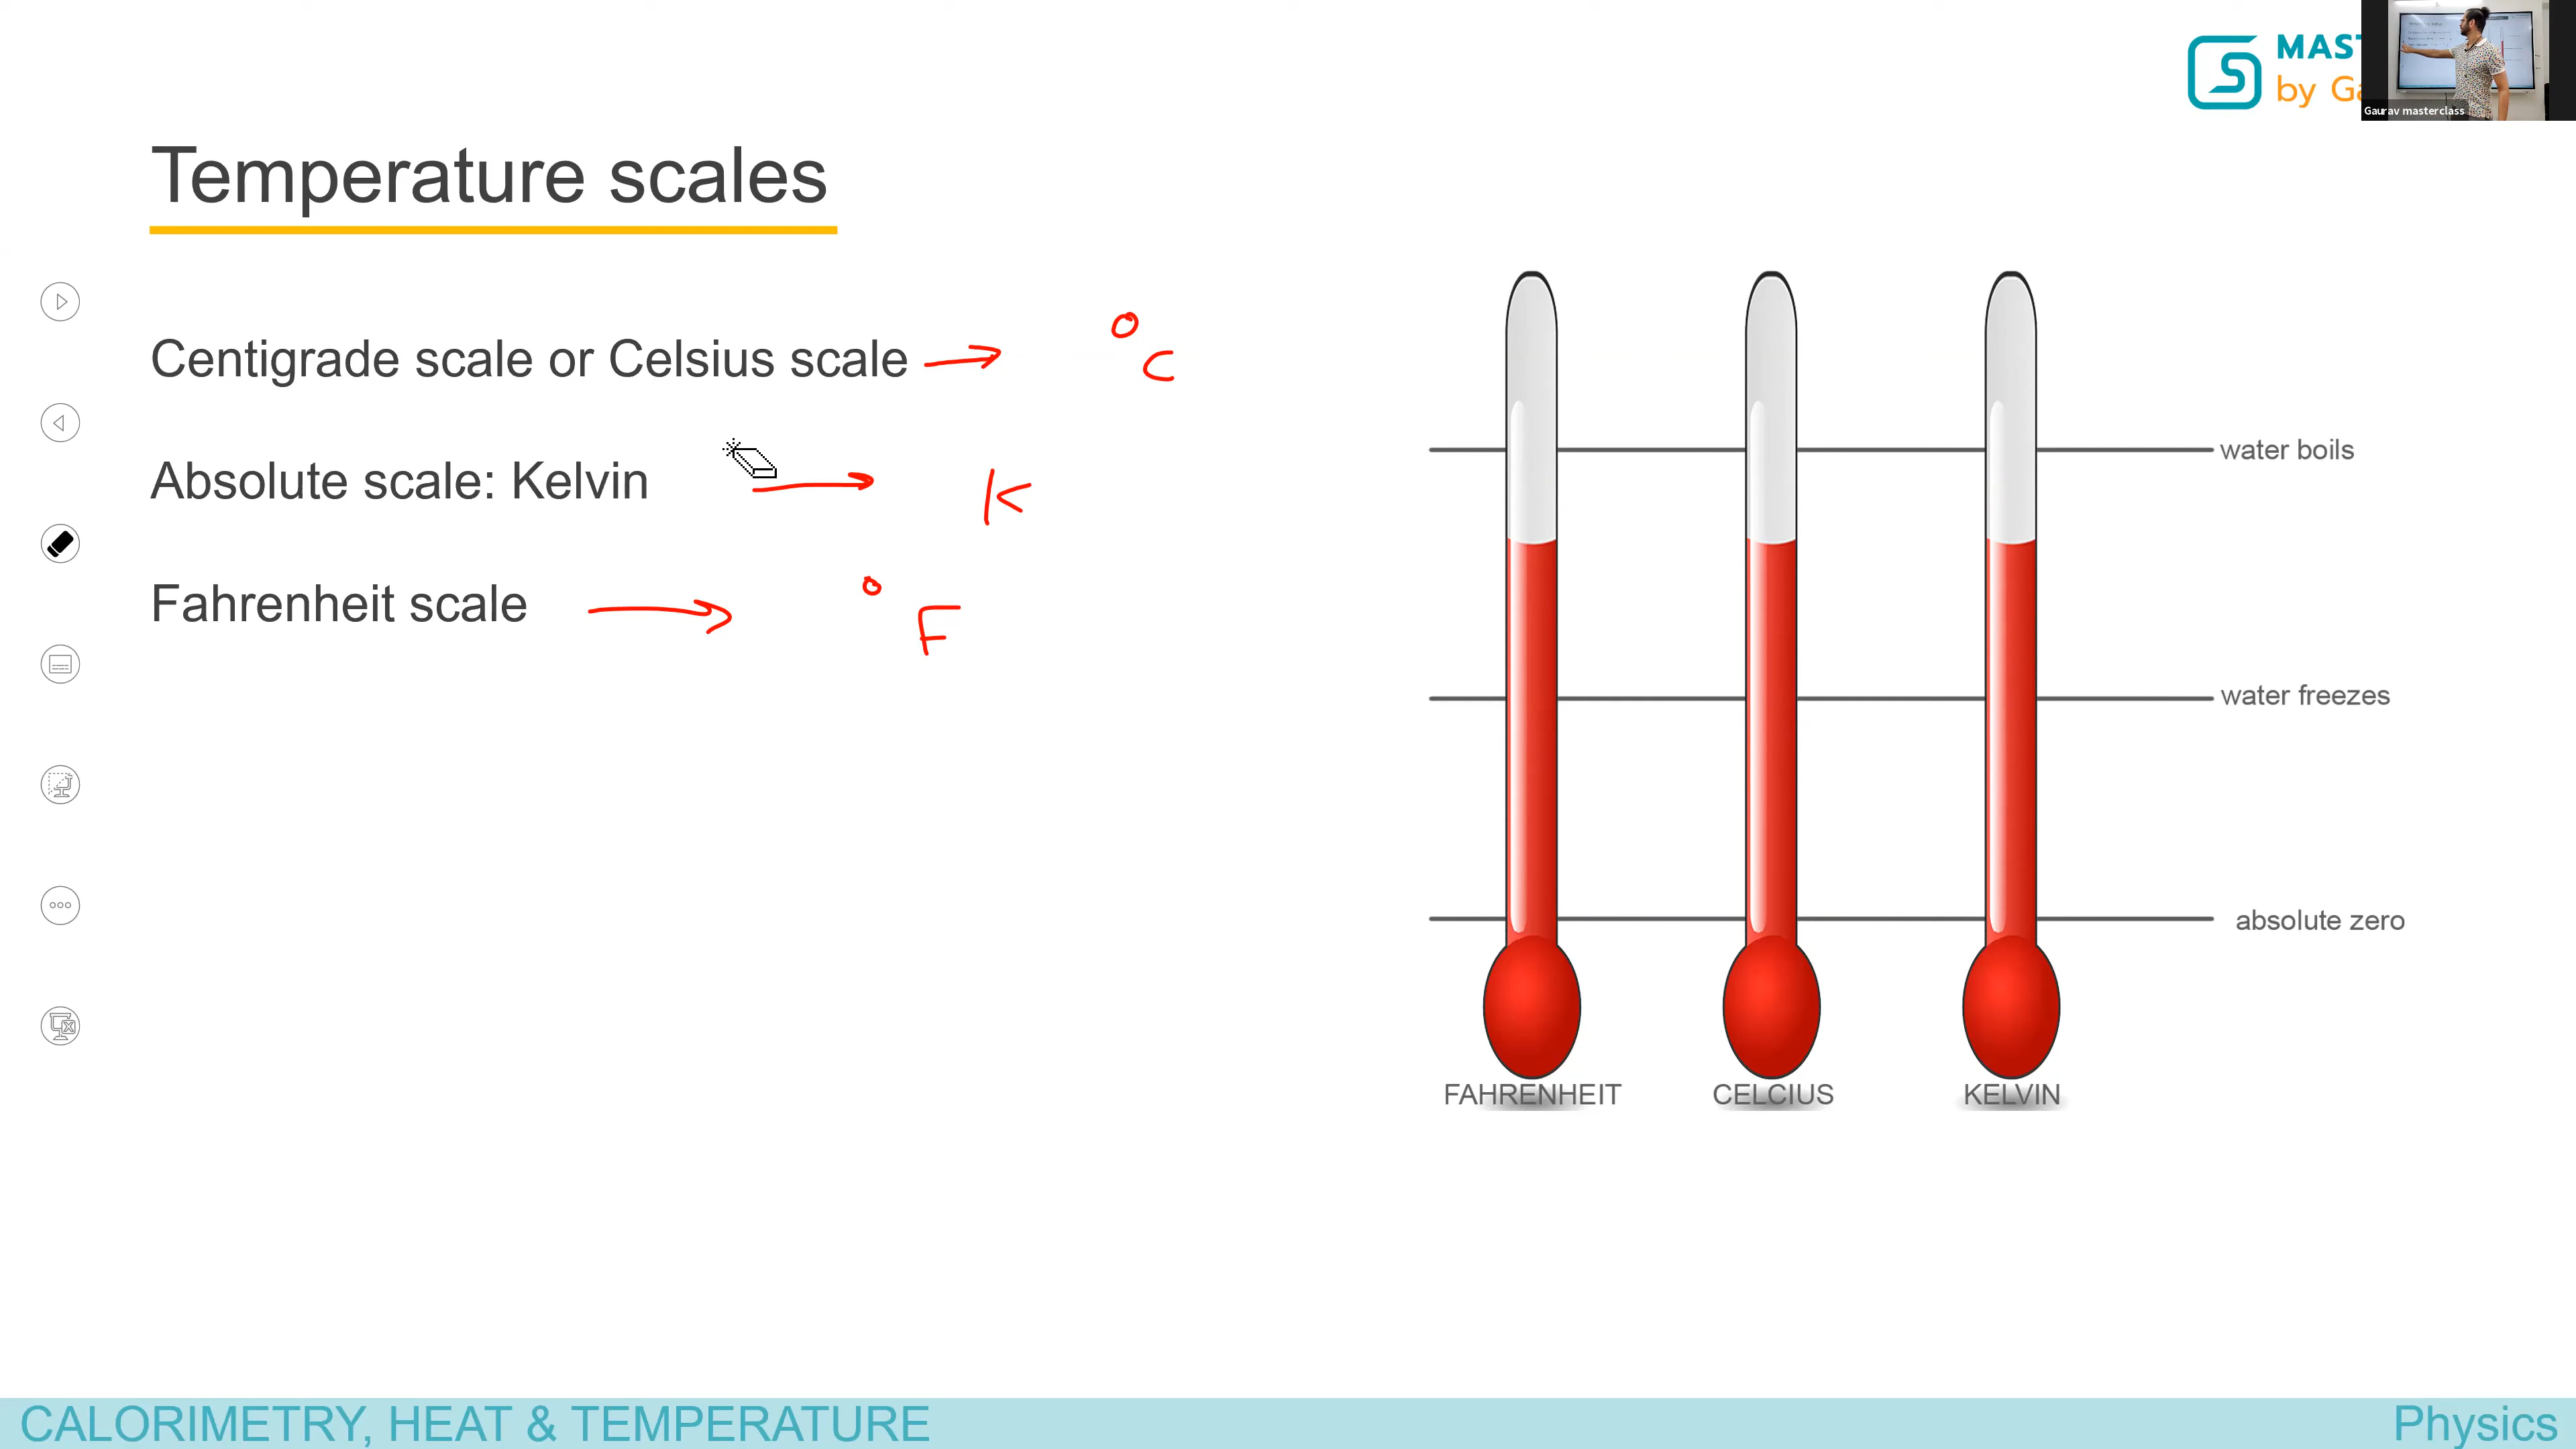 MAS
by Ga
Gaurav masterclass
Temperature scales
Centigrade scale or Celsius scale → °C
Absolute scale: Kelvin → K
Fahrenheit scale → °F
water boils
water freezes
absolute zero
FAHRENHEIT CELCIUS KELVIN
CALORIMETRY, HEAT & TEMPERATURE Physics